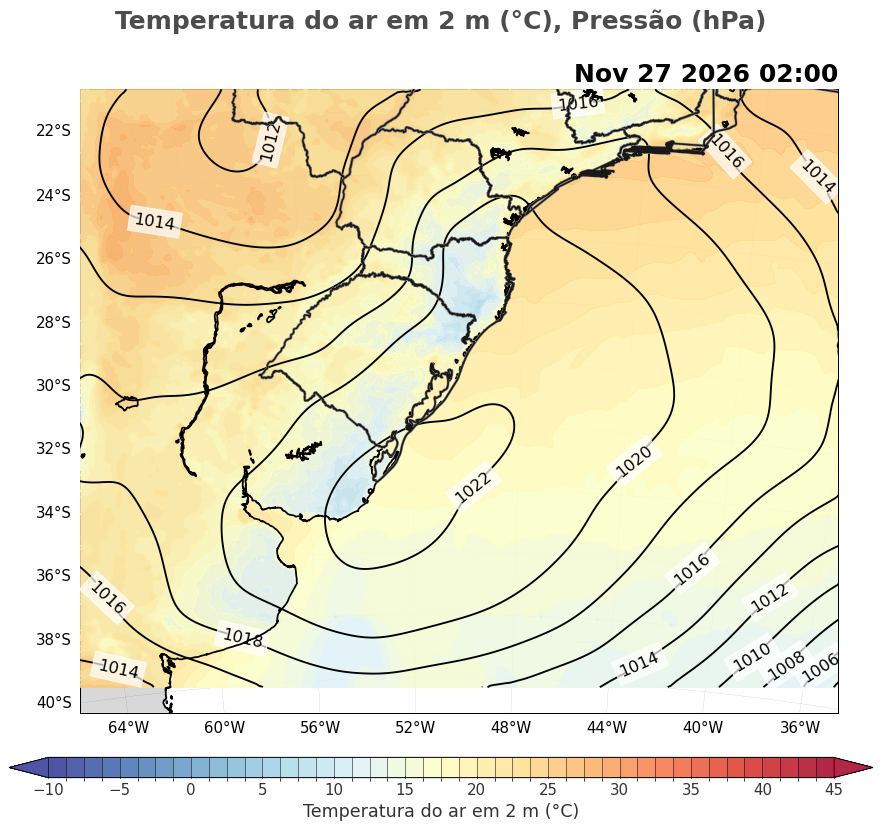 Temperatura do ar em 2 m (°C), Pressão (hPa)
Nov 27 2026 02:00
1016
22°S
1012
1016
1014
24°S
1014
26°S
28°S
30°S
32°S
1020
1022
34°S
36°S
1016
1016
1012
38°S
1018
1014
1014
1010
1008
1006
40°S
64°W 60°W 56°W 52°W 48°W 44°W 40°W 36°W
−10 −5 0 5 10 15 20 25 30 35 40 45
Temperatura do ar em 2 m (°C)